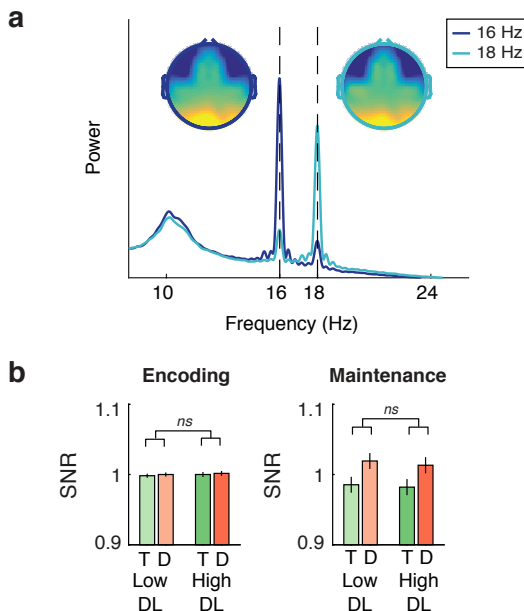 a
16 Hz
18 Hz
Power
10
16
18
24
Frequency (Hz)
b
Encoding
Maintenance
1.1
ns
SNR
1
0.9
T D T D
Low High
DL DL
1.1
ns
SNR
1
0.9
T D T D
Low High
DL DL